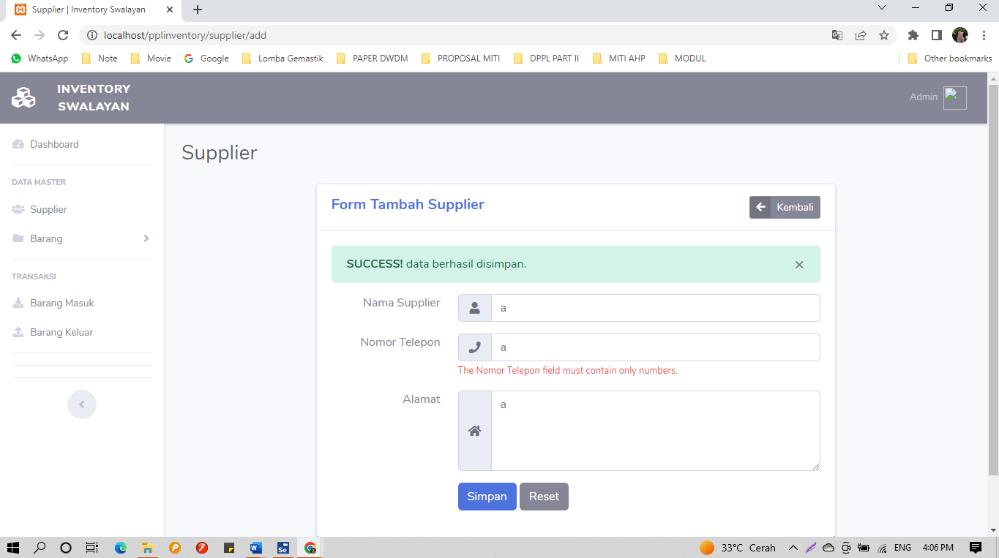 Supplier | Inventory Swalayan
localhost/pplinventory/supplier/add
WhatsApp Note Movie Google Lomba Gemastik PAPER DWDM PROPOSAL MITI DPPL PART II MITI AHP MODUL Other bookmarks
INVENTORY
SWALAYAN
Admin
Dashboard
DATA MASTER
Supplier
Barang
TRANSAKSI
Barang Masuk
Barang Keluar
Supplier
Form Tambah Supplier
Kembali
SUCCESS! data berhasil disimpan.
Nama Supplier a
Nomor Telepon a
The Nomor Telepon field must contain only numbers.
Alamat a
Simpan Reset
33°C Cerah ENG 4:06 PM